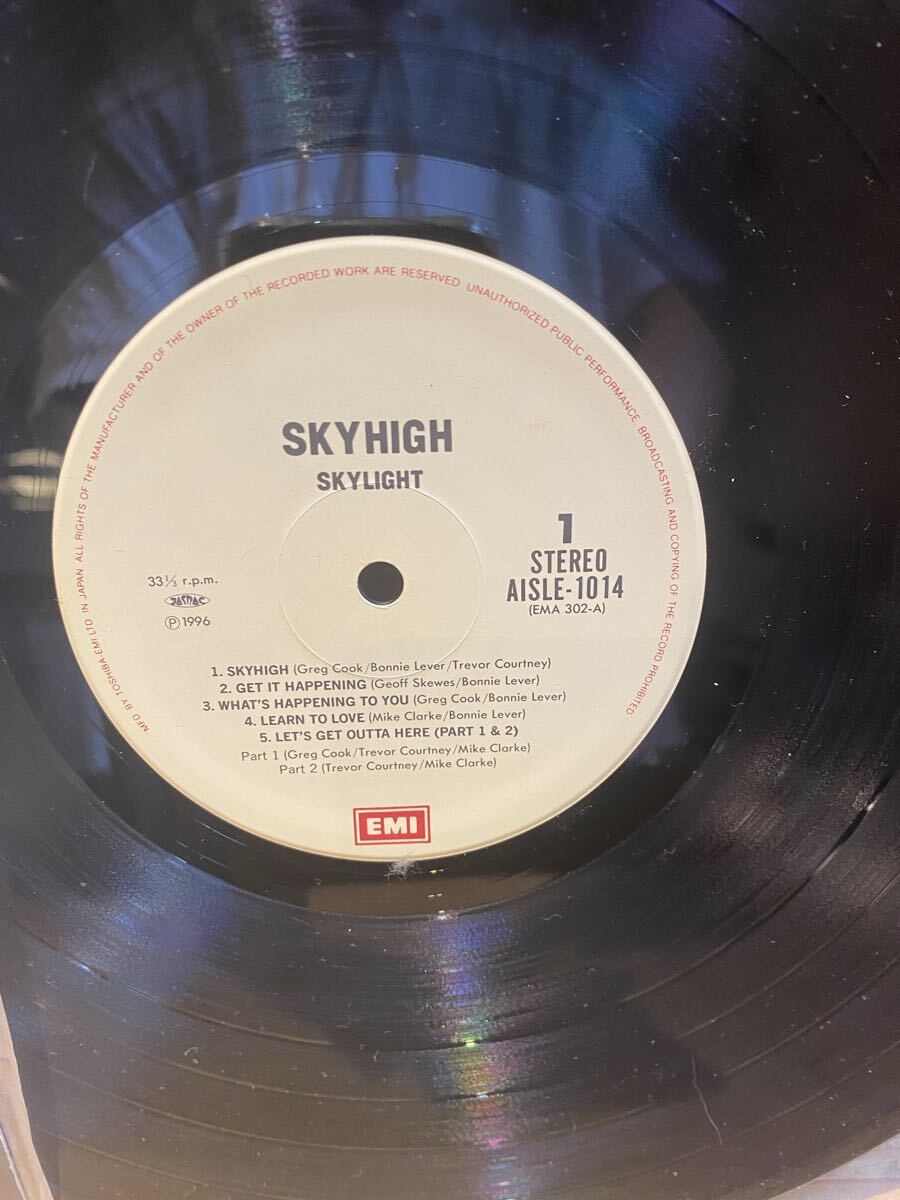 MFD BY TOSHIBA-EMI LTD IN JAPAN ALL RIGHTS OF THE MANUFACTURER AND OF THE OWNER OF THE RECORDED WORK ARE RESERVED UNAUTHORIZED PUBLIC PERFORMANCE, BROADCASTING AND COPYING OF THE RECORD PROHIBITED
SKYHIGH
SKYLIGHT
1
STEREO
AISLE-1014
(EMA 302-A)
33⅓ r.p.m.
JASRAC
Ⓟ1996
1. SKYHIGH (Greg Cook/Bonnie Lever/Trevor Courtney)
2. GET IT HAPPENING (Geoff Skewes/Bonnie Lever)
3. WHAT'S HAPPENING TO YOU (Greg Cook/Bonnie Lever)
4. LEARN TO LOVE (Mike Clarke/Bonnie Lever)
5. LET'S GET OUTTA HERE (PART 1 & 2)
Part 1 (Greg Cook/Trevor Courtney/Mike Clarke)
Part 2 (Trevor Courtney/Mike Clarke)
EMI